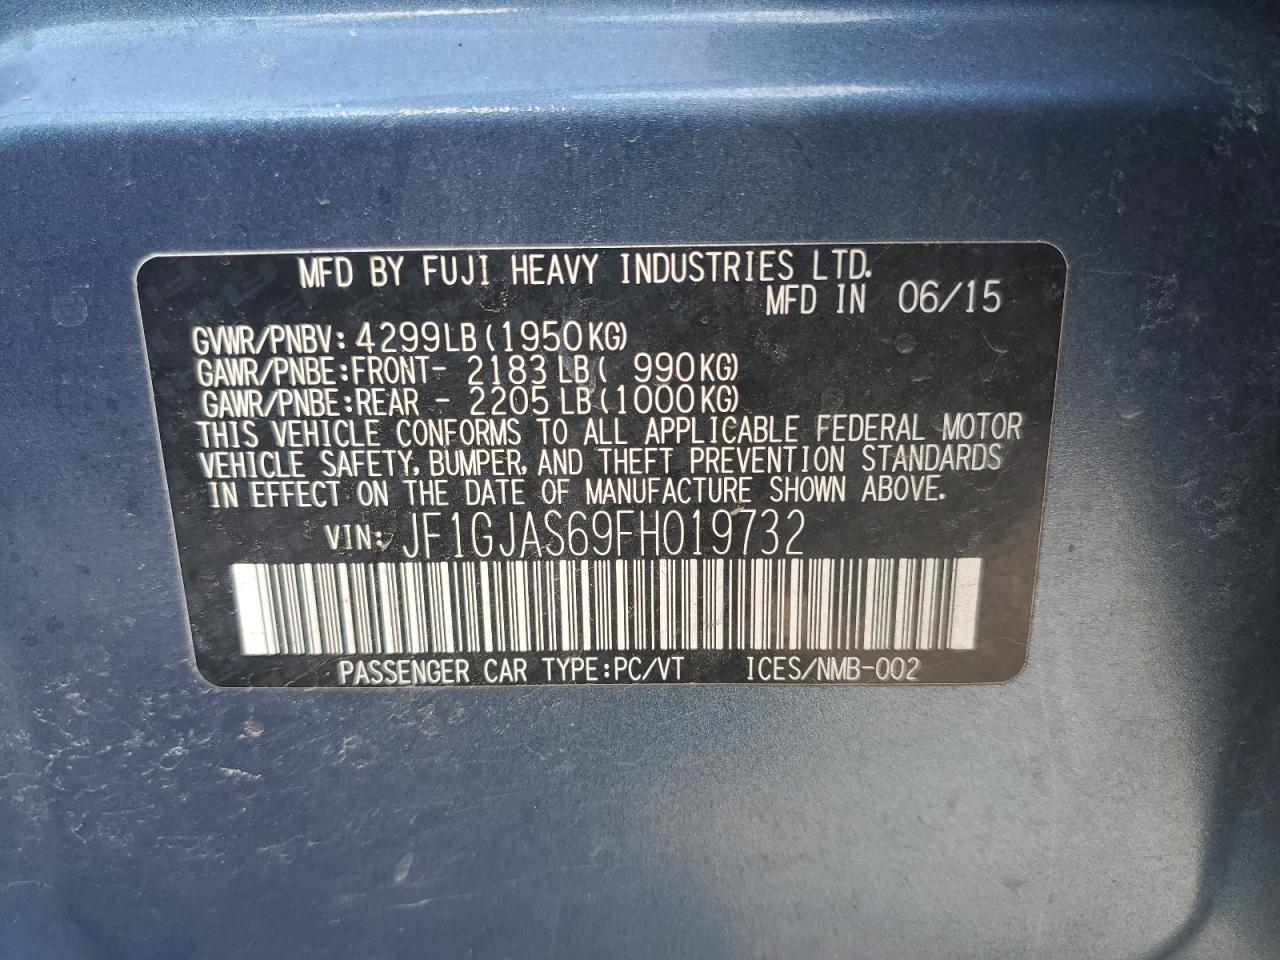 MFD BY FUJI HEAVY INDUSTRIES LTD.
MFD IN 06/15
GVWR/PNBV: 4299LB (1950KG)
GAWR/PNBE:FRONT- 2183LB( 990KG)
GAWR/PNBE:REAR - 2205LB(1000KG)
THIS VEHICLE CONFORMS TO ALL APPLICABLE FEDERAL MOTOR
VEHICLE SAFETY, BUMPER, AND THEFT PREVENTION STANDARDS
IN EFFECT ON THE DATE OF MANUFACTURE SHOWN ABOVE.
VIN: JF1GJAS69FH019732
PASSENGER CAR TYPE:PC/VT ICES/NMB-002